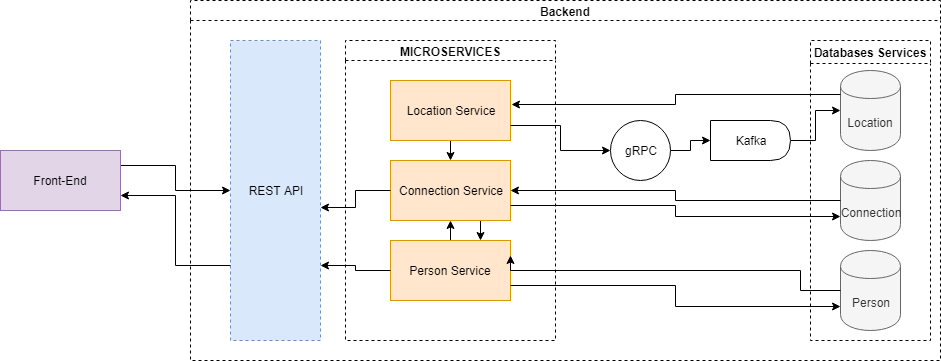 Backend
MICROSERVICES
Databases Services
Location Service
Location
gRPC
Kafka
Front-End
REST API
Connection Service
Connection
Person Service
Person